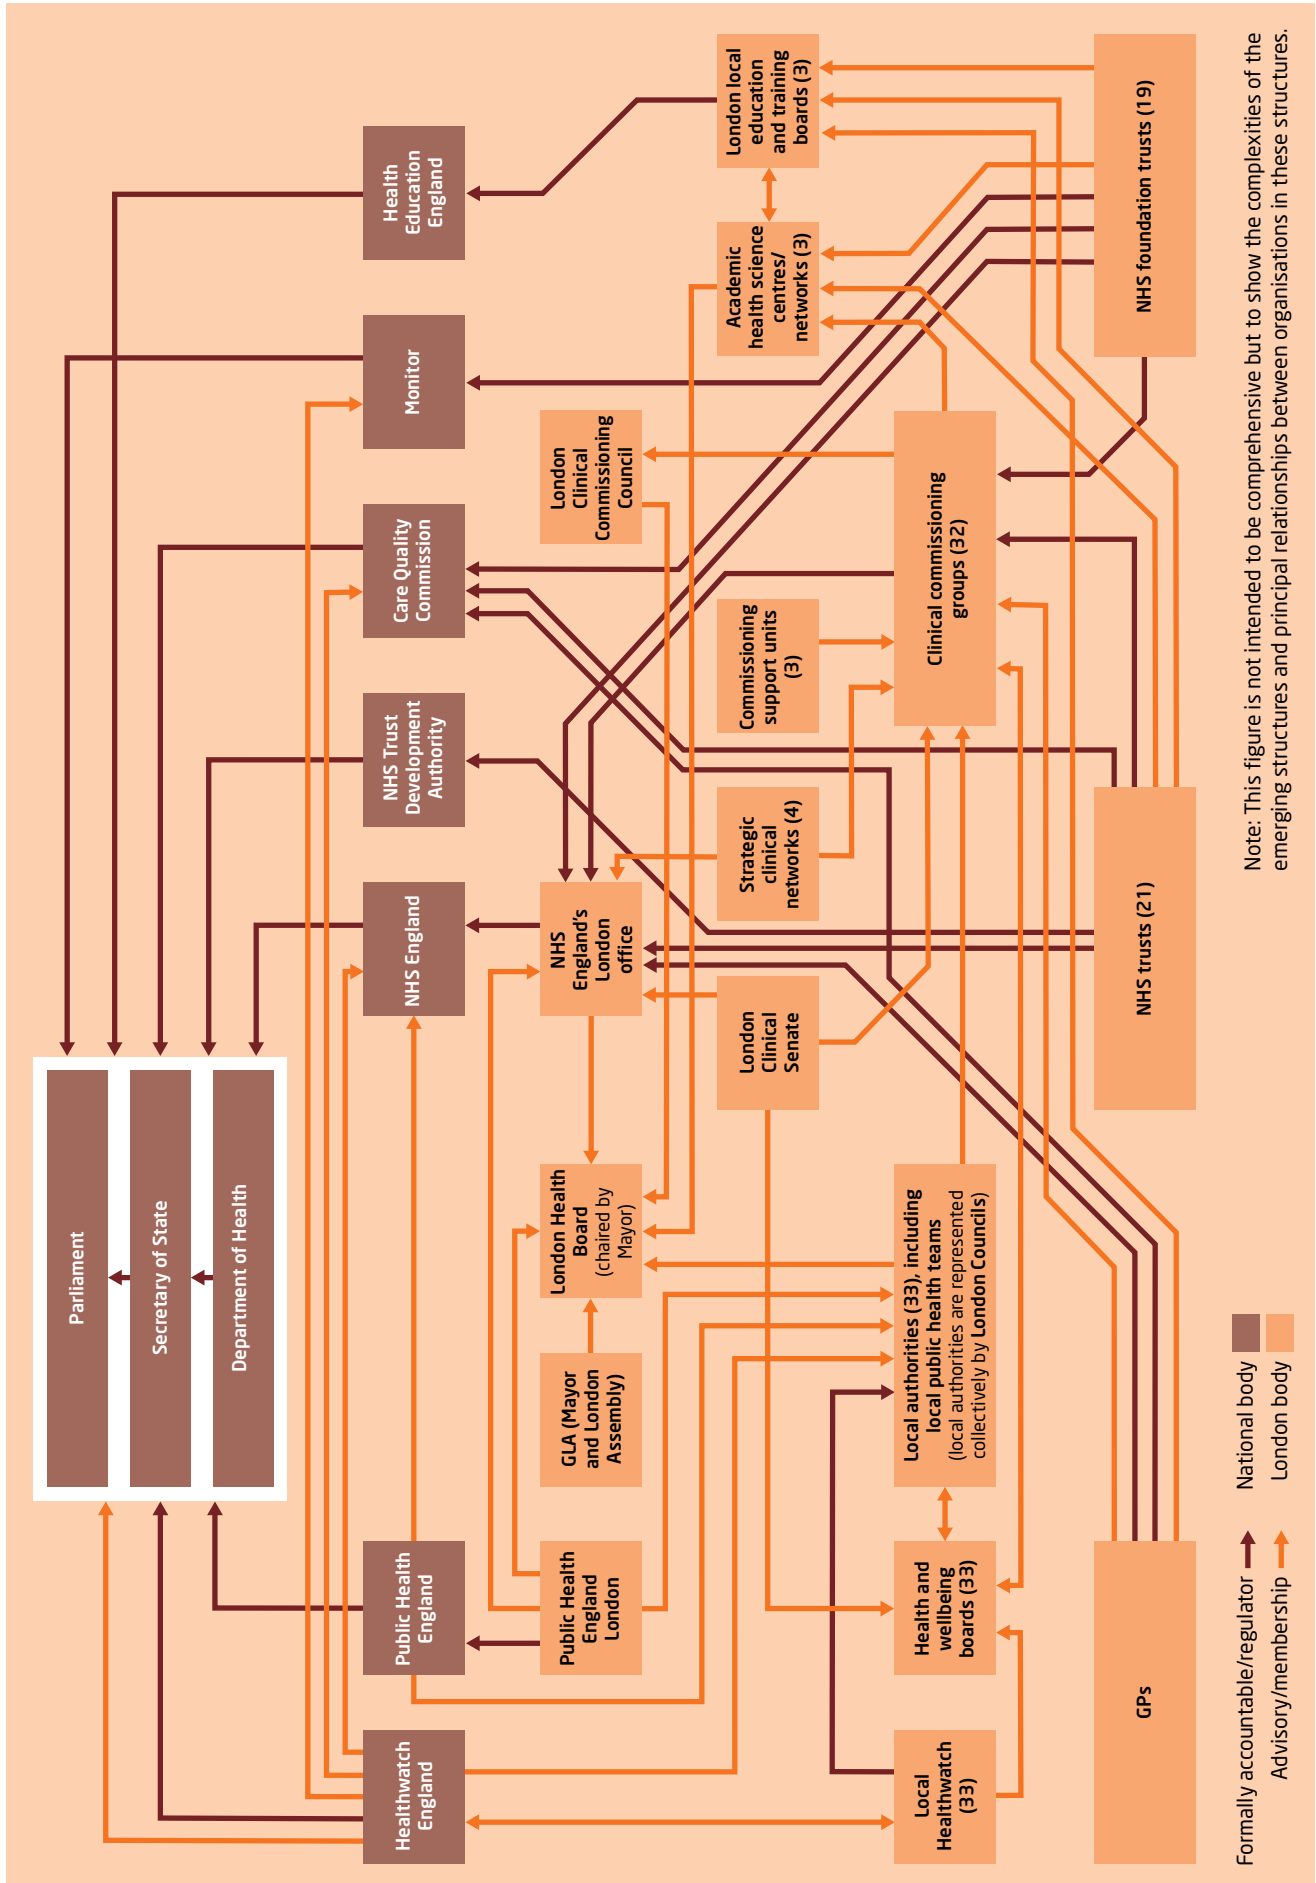 Parliament
Secretary of State
Department of Health
Healthwatch
England
Public Health
England
NHS England
NHS Trust
Development
Authority
Care Quality
Commission
Monitor
Health
Education
England
Public Health
England
London
GLA (Mayor
and London
Assembly)
London Health
Board
(chaired by
Mayor)
NHS
England's
London
office
London
Clinical
Commissioning
Council
London
Clinical
Senate
Strategic
clinical
networks (4)
Commissioning
support units
(3)
Academic
health science
centres/
networks (3)
London local
education
and training
boards (3)
Local
Healthwatch
(33)
Health and
wellbeing
boards (33)
Local authorities (33), including
local public health teams
(local authorities are represented
collectively by London Councils)
Clinical commissioning
groups (32)
GPs
NHS trusts (21)
NHS foundation trusts (19)
Formally accountable/regulator
National body
Advisory/membership
London body
Note: This figure is not intended to be comprehensive but to show the complexities of the
emerging structures and principal relationships between organisations in these structures.